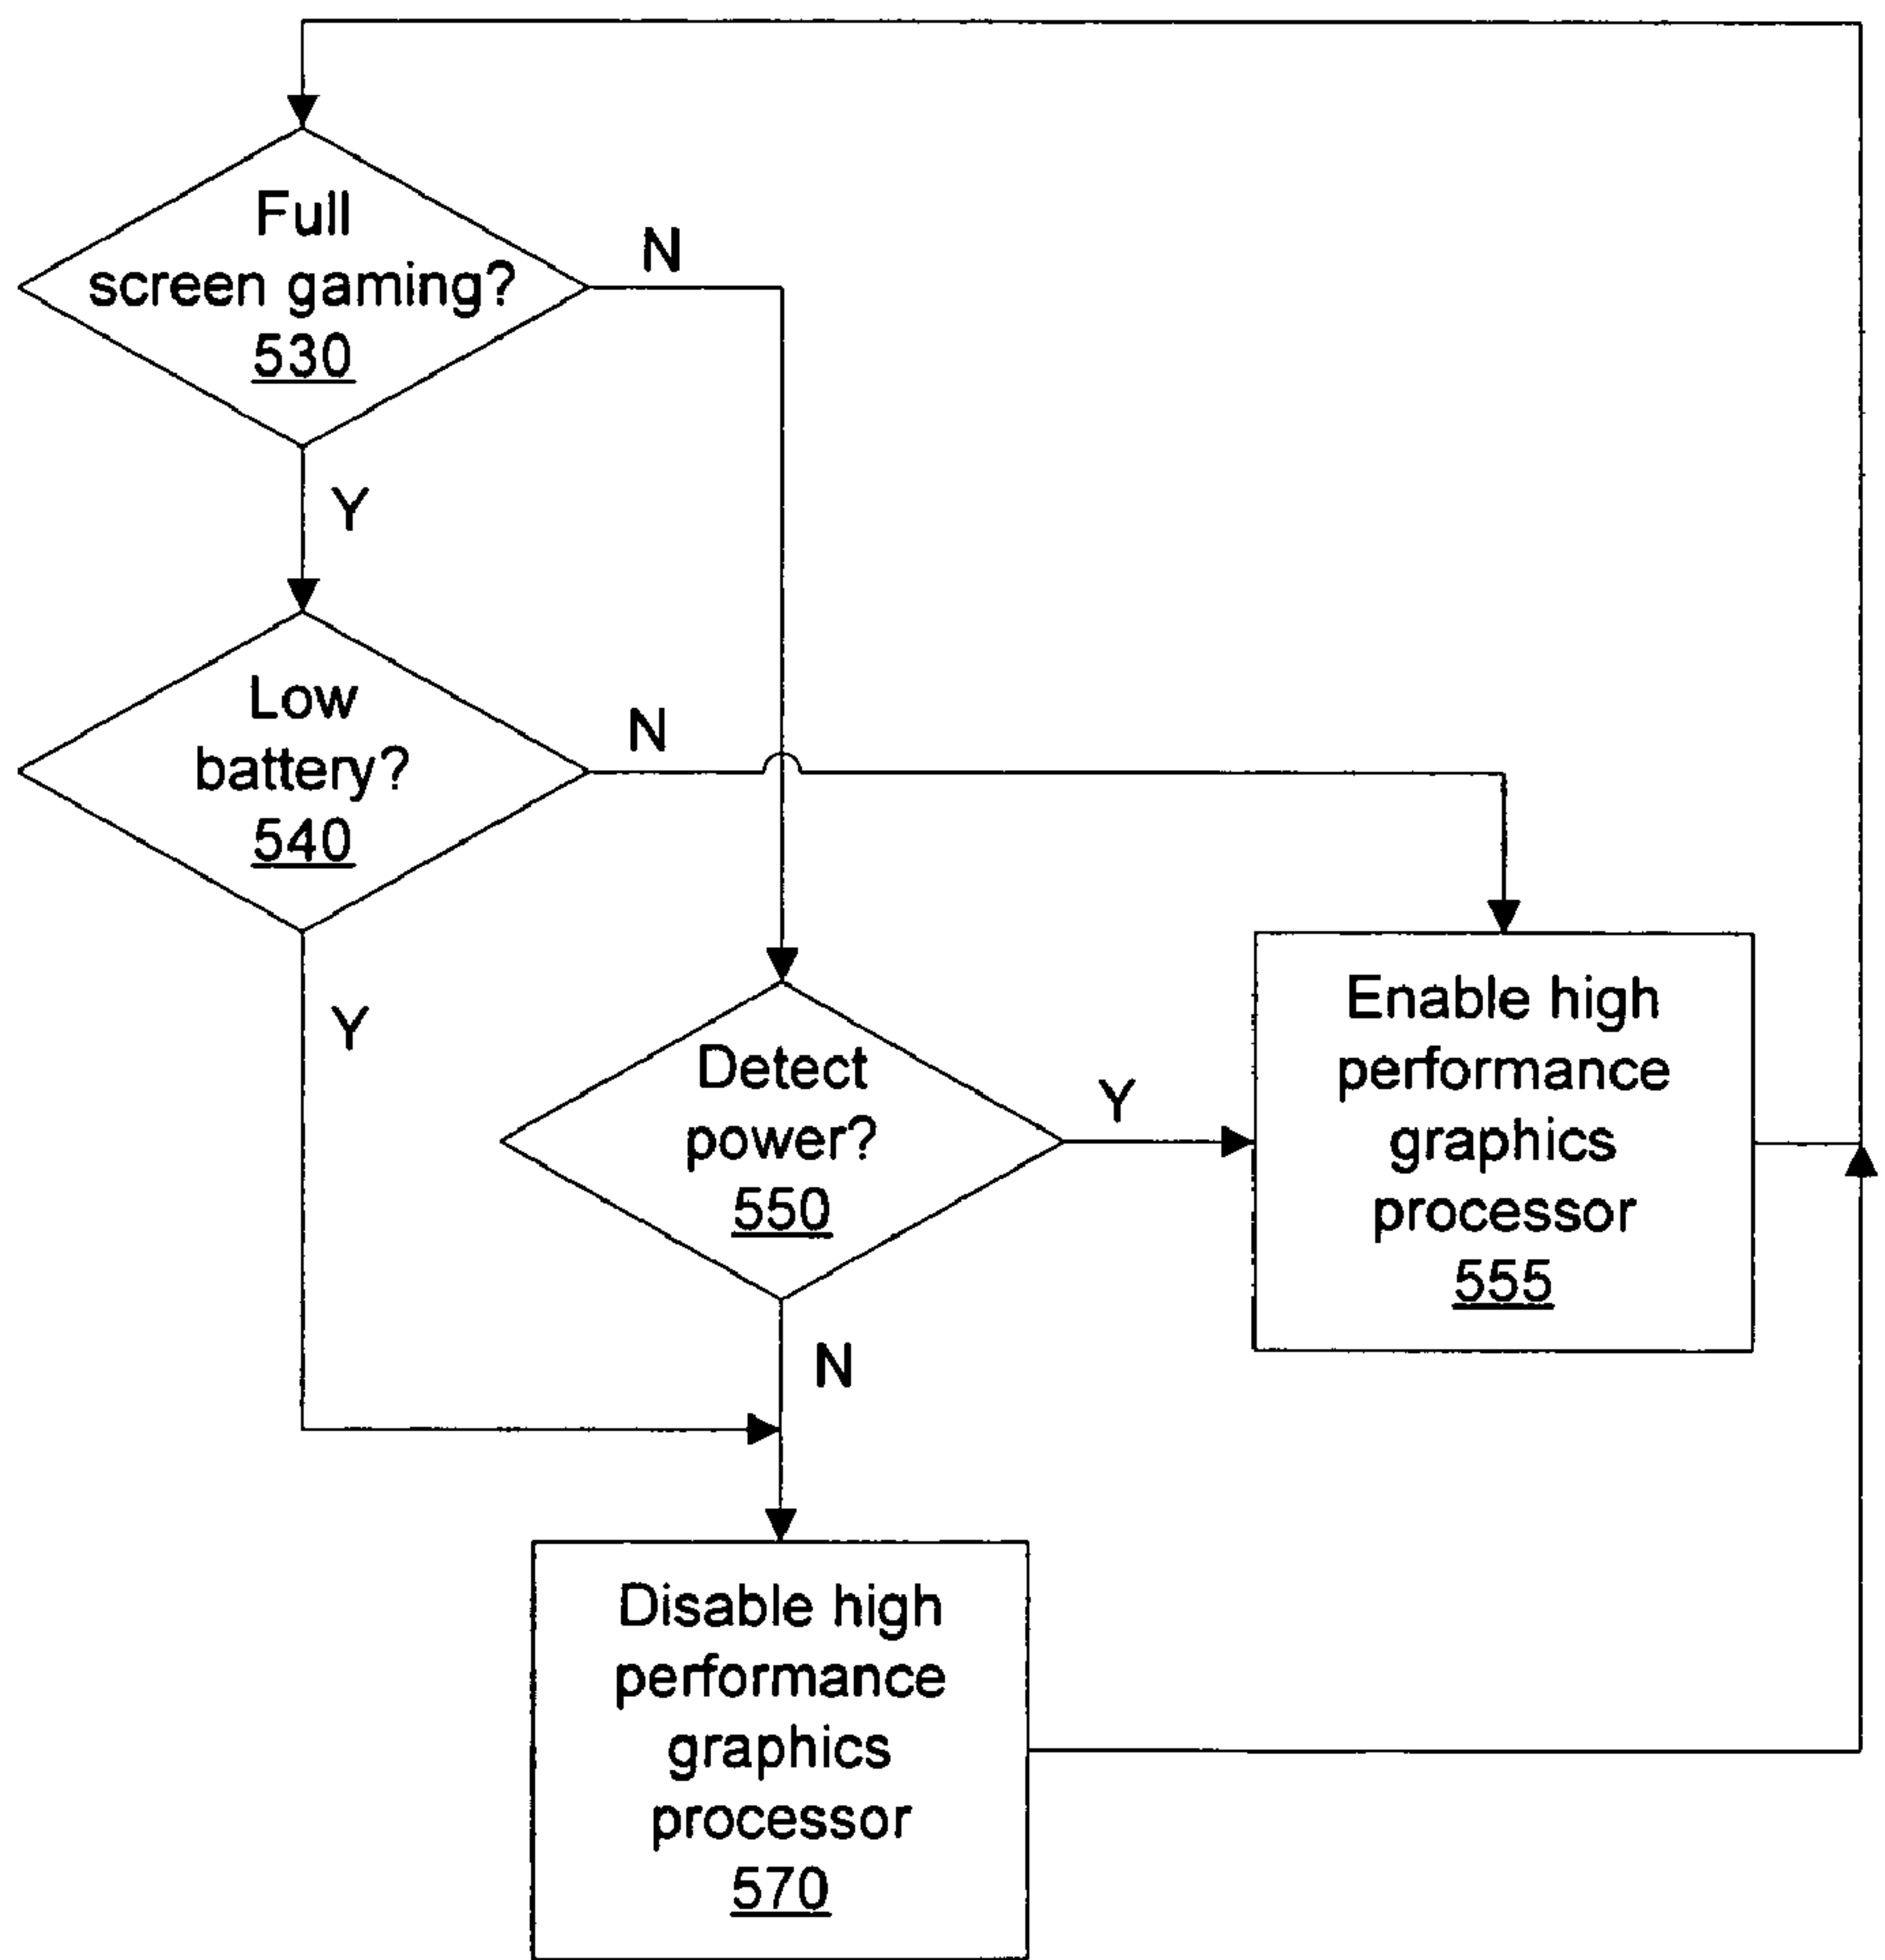 Full
screen gaming?
530
N
Y
Low
battery?
540
N
Y
Detect
power?
550
Y
N
Enable high
performance
graphics
processor
555
Disable high
performance
graphics
processor
570